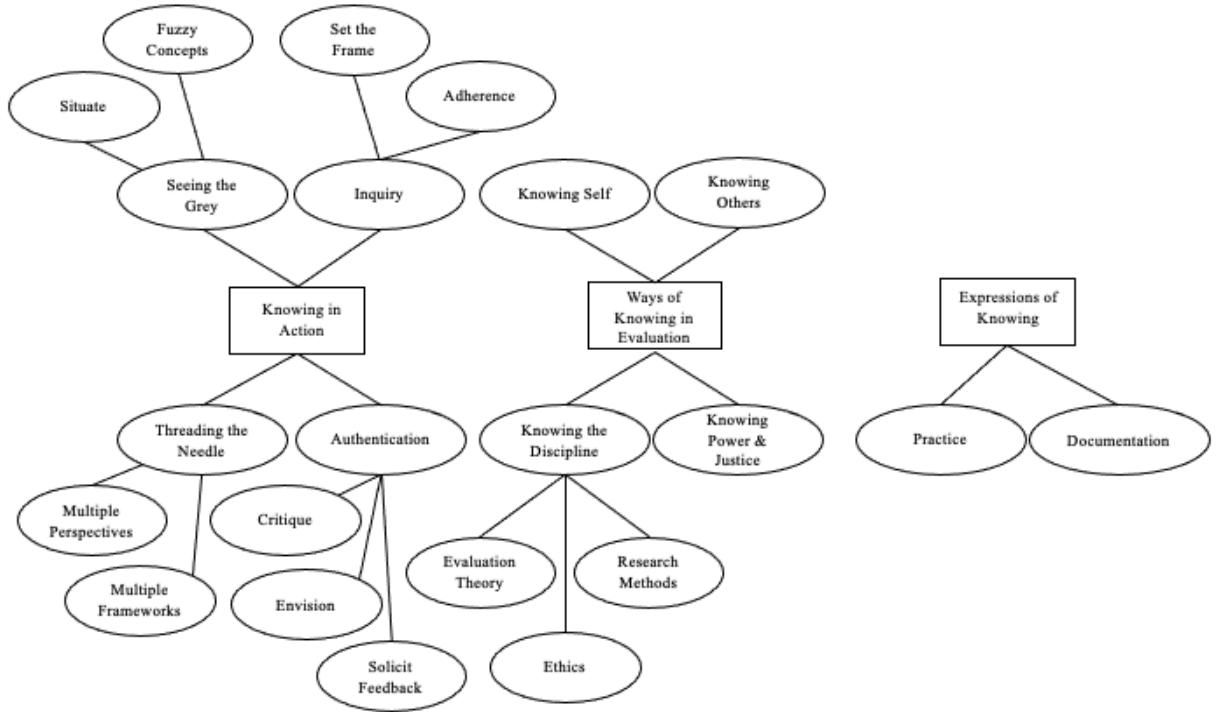 Fuzzy
Concepts
Set the
Frame
Situate
Adherence
Seeing the
Grey
Inquiry
Knowing Self
Knowing
Others
Knowing in
Action
Ways of
Knowing in
Evaluation
Expressions of
Knowing
Threading the
Needle
Authentication
Knowing the
Discipline
Knowing
Power &
Justice
Practice
Documentation
Multiple
Perspectives
Critique
Evaluation
Theory
Research
Methods
Multiple
Frameworks
Envision
Solicit
Feedback
Ethics